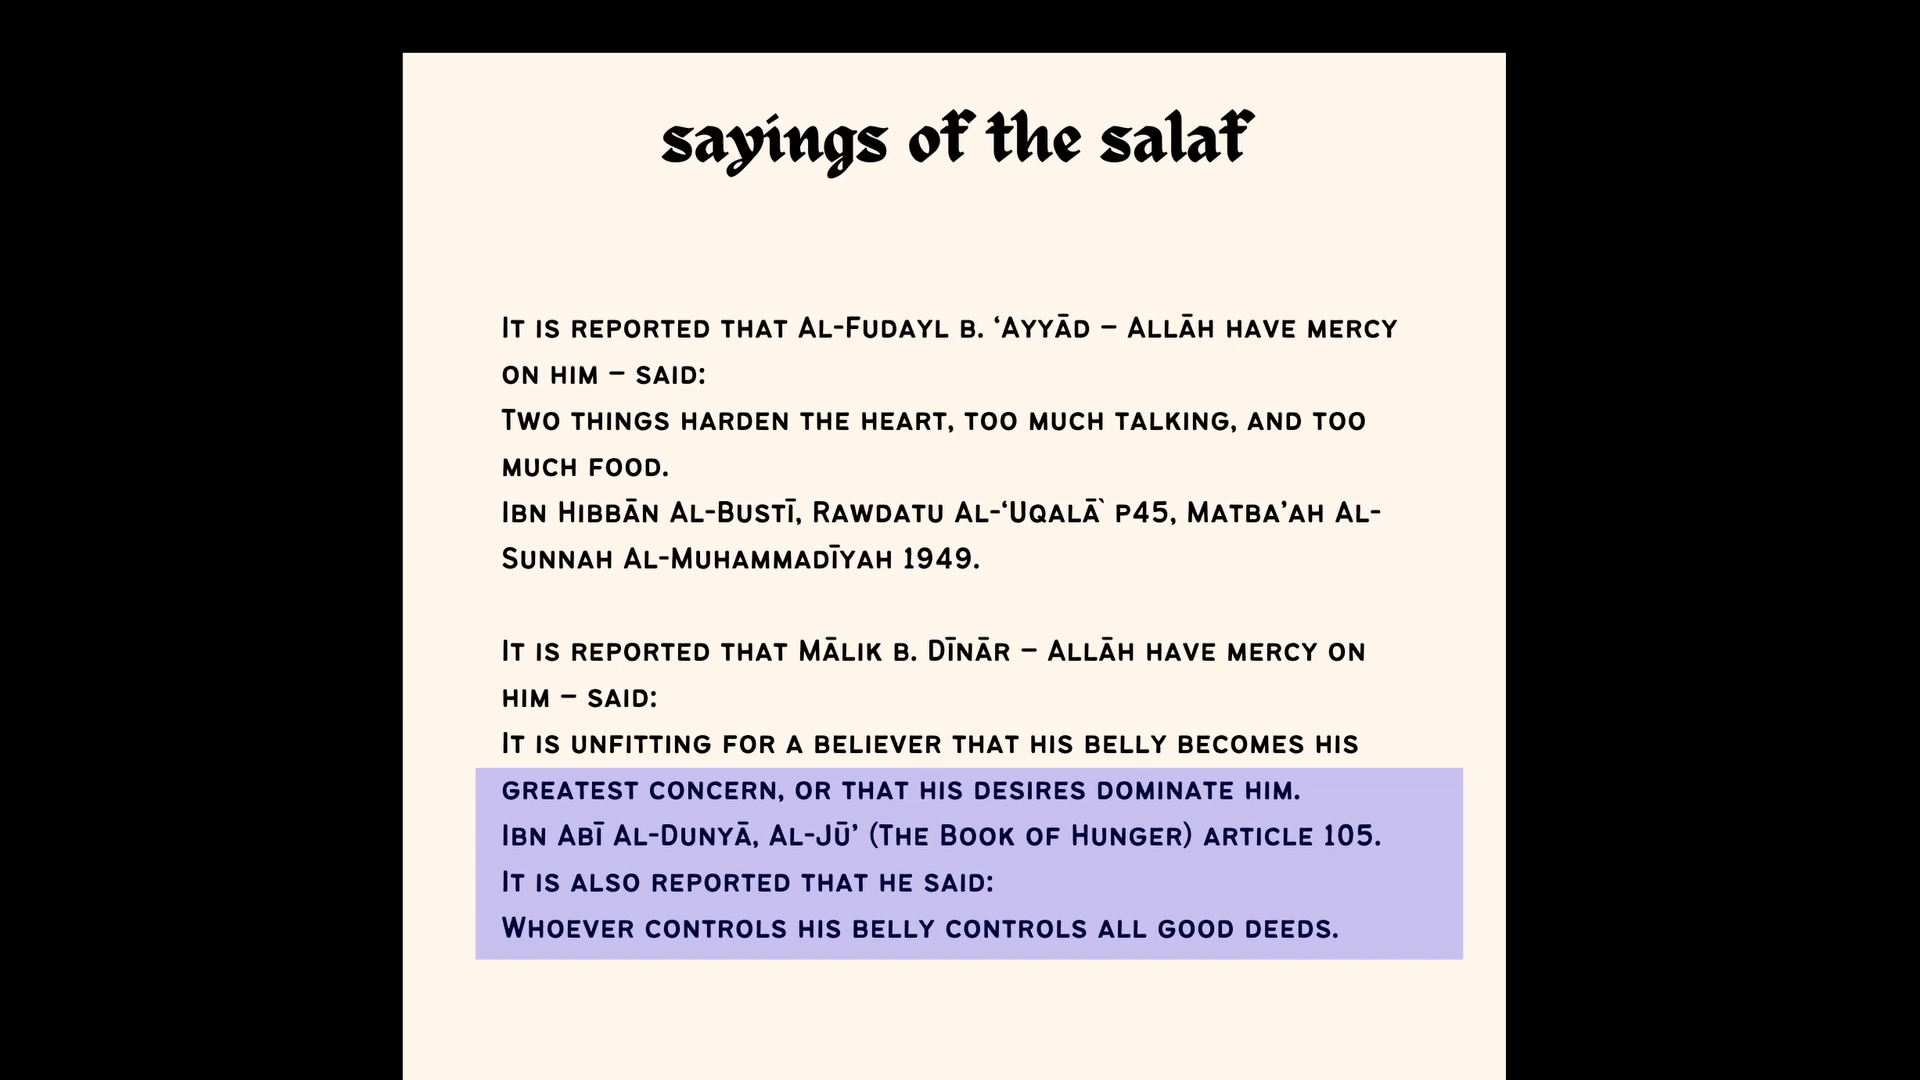 sayings of the salaf
It is reported that Al-Fudayl b. ‘Ayyād – Allāh have mercy
on him – said:
Two things harden the heart, too much talking, and too
much food.
Ibn Hibbān Al-Bustī, Rawdatu Al-‘Uqalā` p45, Matba’ah Al-
Sunnah Al-Muhammadīyah 1949.
It is reported that Mālik b. Dīnār – Allāh have mercy on
him – said:
It is unfitting for a believer that his belly becomes his
greatest concern, or that his desires dominate him.
Ibn Abī Al-Dunyā, Al-Jū’ (The Book of Hunger) article 105.
It is also reported that he said:
Whoever controls his belly controls all good deeds.